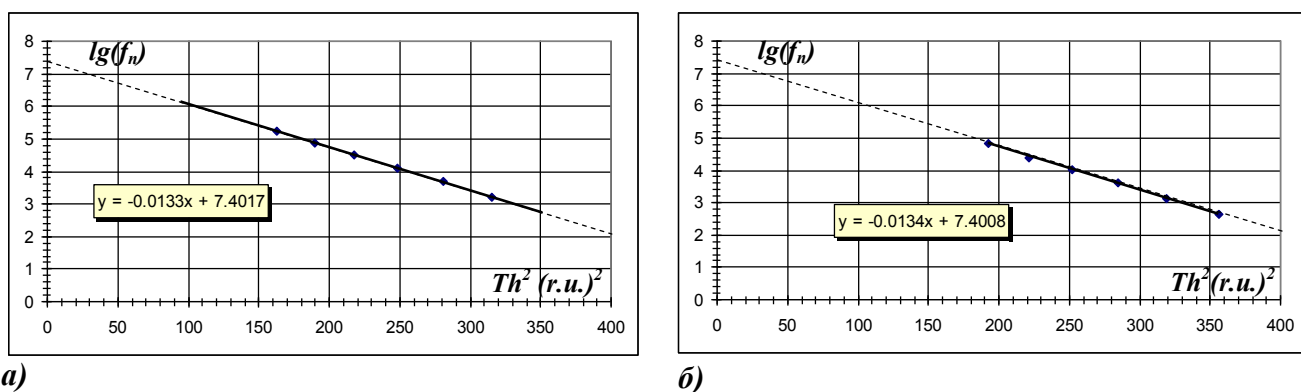 8
7
6
5
4
3
2
1
0
lg(fₙ)
y = -0.0133x + 7.4017
Th² (r.u.)²
0 50 100 150 200 250 300 350 400
а)
8
7
6
5
4
3
2
1
0
lg(fₙ)
y = -0.0134x + 7.4008
Th²(r.u.)²
0 50 100 150 200 250 300 350 400
б)